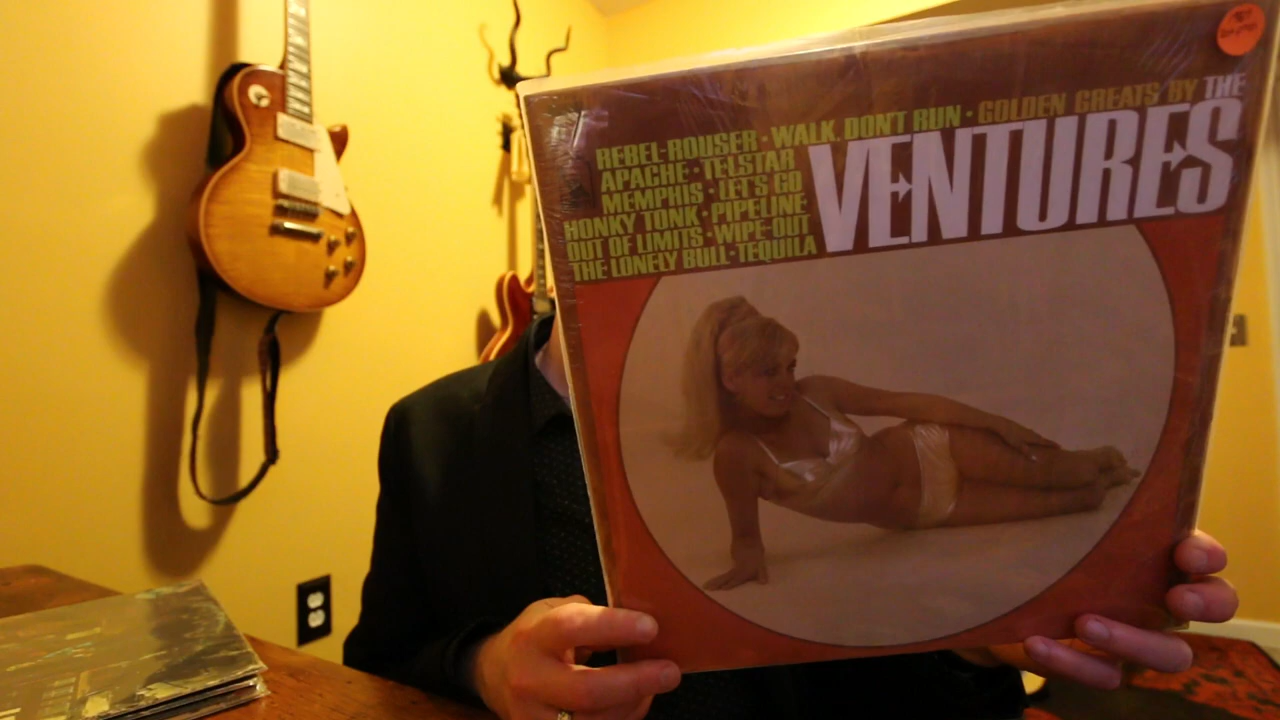 REBEL-ROUSER · WALK, DON'T RUN · GOLDEN GREATS BY THE
VENTURES
APACHE · TELSTAR
MEMPHIS · LET'S GO
HONKY TONK · PIPELINE
OUT OF LIMITS · WIPE-OUT
THE LONELY BULL · TEQUILA